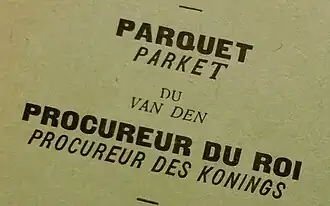 PARQUET
PARKET
DU
VAN DEN
PROCUREUR DU ROI
PROCUREUR DES KONINGS